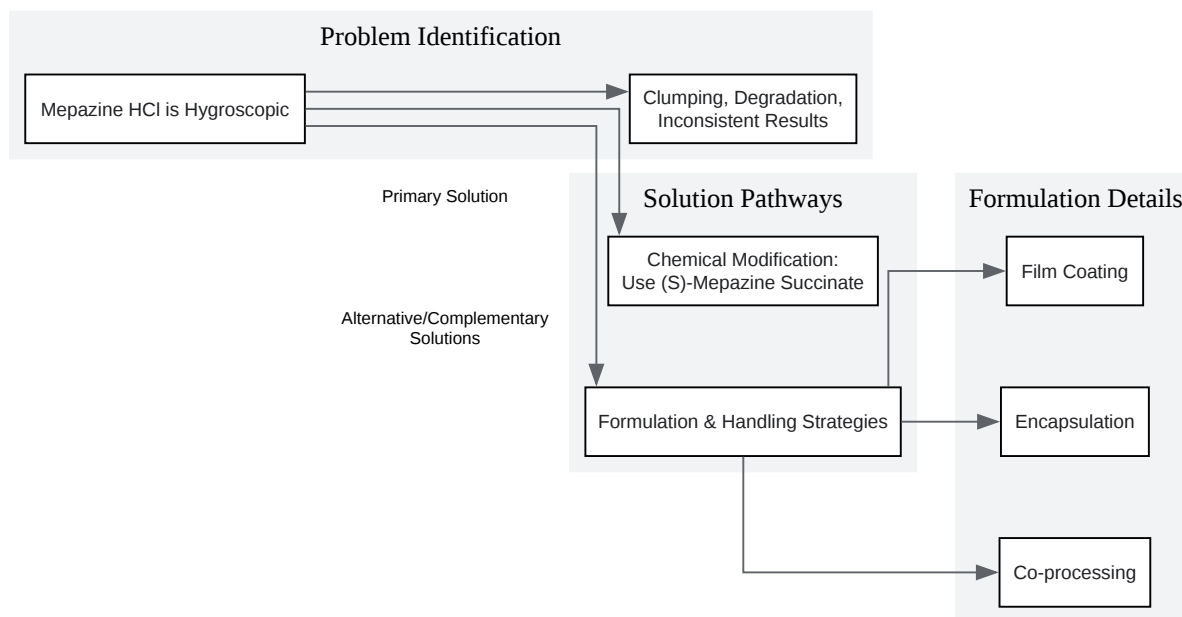 Problem Identification
Mepazine HCl is Hygroscopic
Clumping, Degradation,
Inconsistent Results
Primary Solution
Solution Pathways
Formulation Details
Chemical Modification:
Use (S)-Mepazine Succinate
Film Coating
Alternative/Complementary
Solutions
Formulation & Handling Strategies
Encapsulation
Co-processing